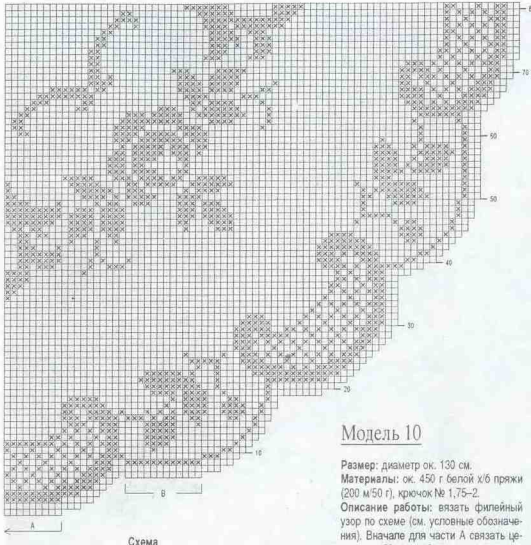 70
60
50
40
30
20
10
B
A
Схема
Модель 10
Размер: диаметр ок. 130 см.
Материалы: ок. 450 г белой х/б пряжи
(200 м/50 г), крючок № 1,75–2.
Описание работы: вязать филейный
узор по схеме (см. условные обозначе-
ния). Вначале для части А связать це-